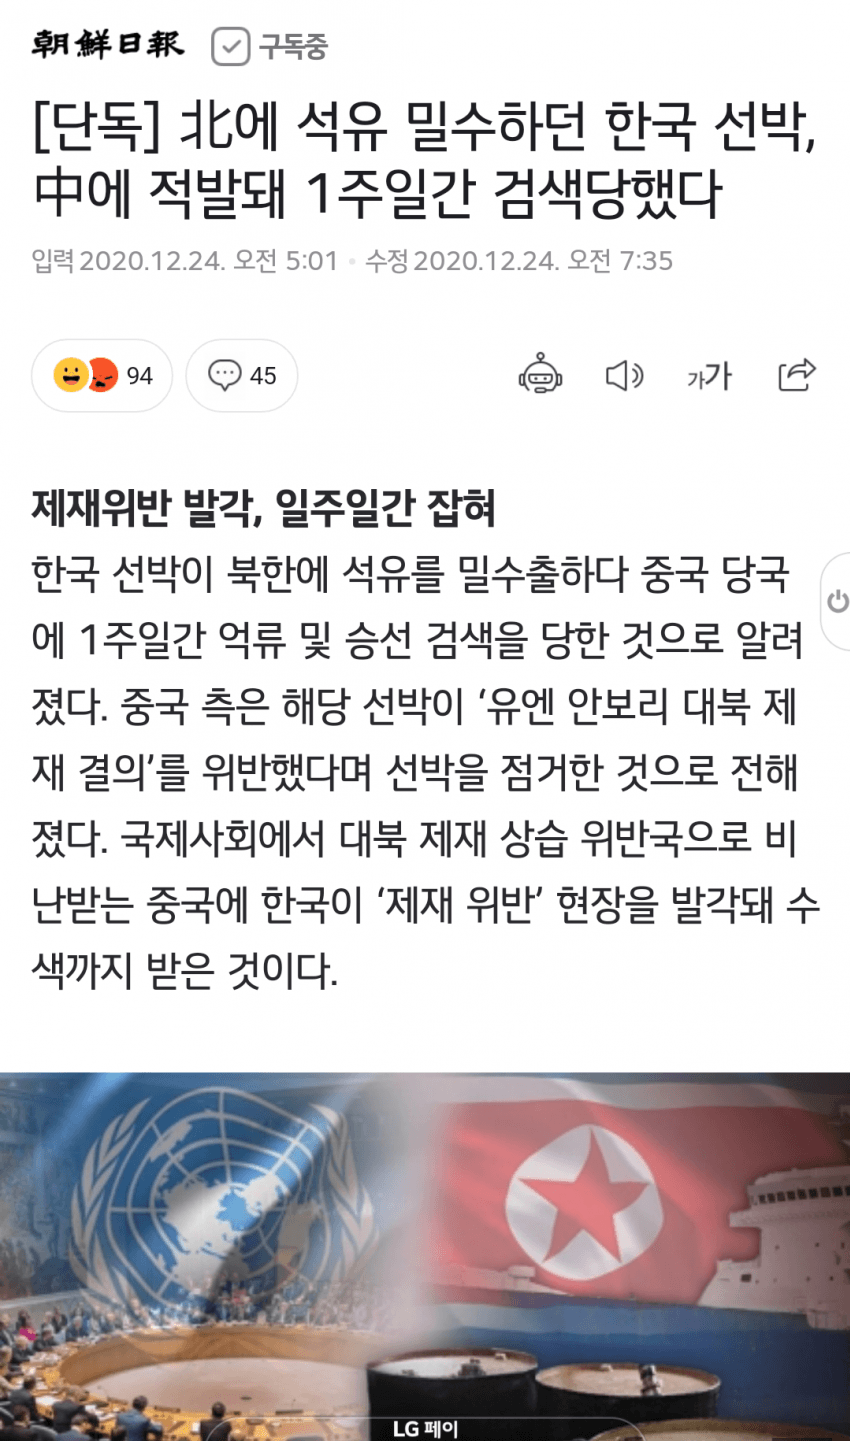 朝鮮日報 구독중
[단독] 北에 석유 밀수하던 한국 선박,
中에 적발돼 1주일간 검색당했다
입력 2020.12.24. 오전 5:01 수정 2020.12.24. 오전 7:35
94 45 가가
제재위반 발각, 일주일간 잡혀
한국 선박이 북한에 석유를 밀수출하다 중국 당국
에 1주일간 억류 및 승선 검색을 당한 것으로 알려
졌다. 중국 측은 해당 선박이 ‘유엔 안보리 대북 제
재 결의’를 위반했다며 선박을 점거한 것으로 전해
졌다. 국제사회에서 대북 제재 상습 위반국으로 비
난받는 중국에 한국이 ‘제재 위반’ 현장을 발각돼 수
색까지 받은 것이다.
LG 페이